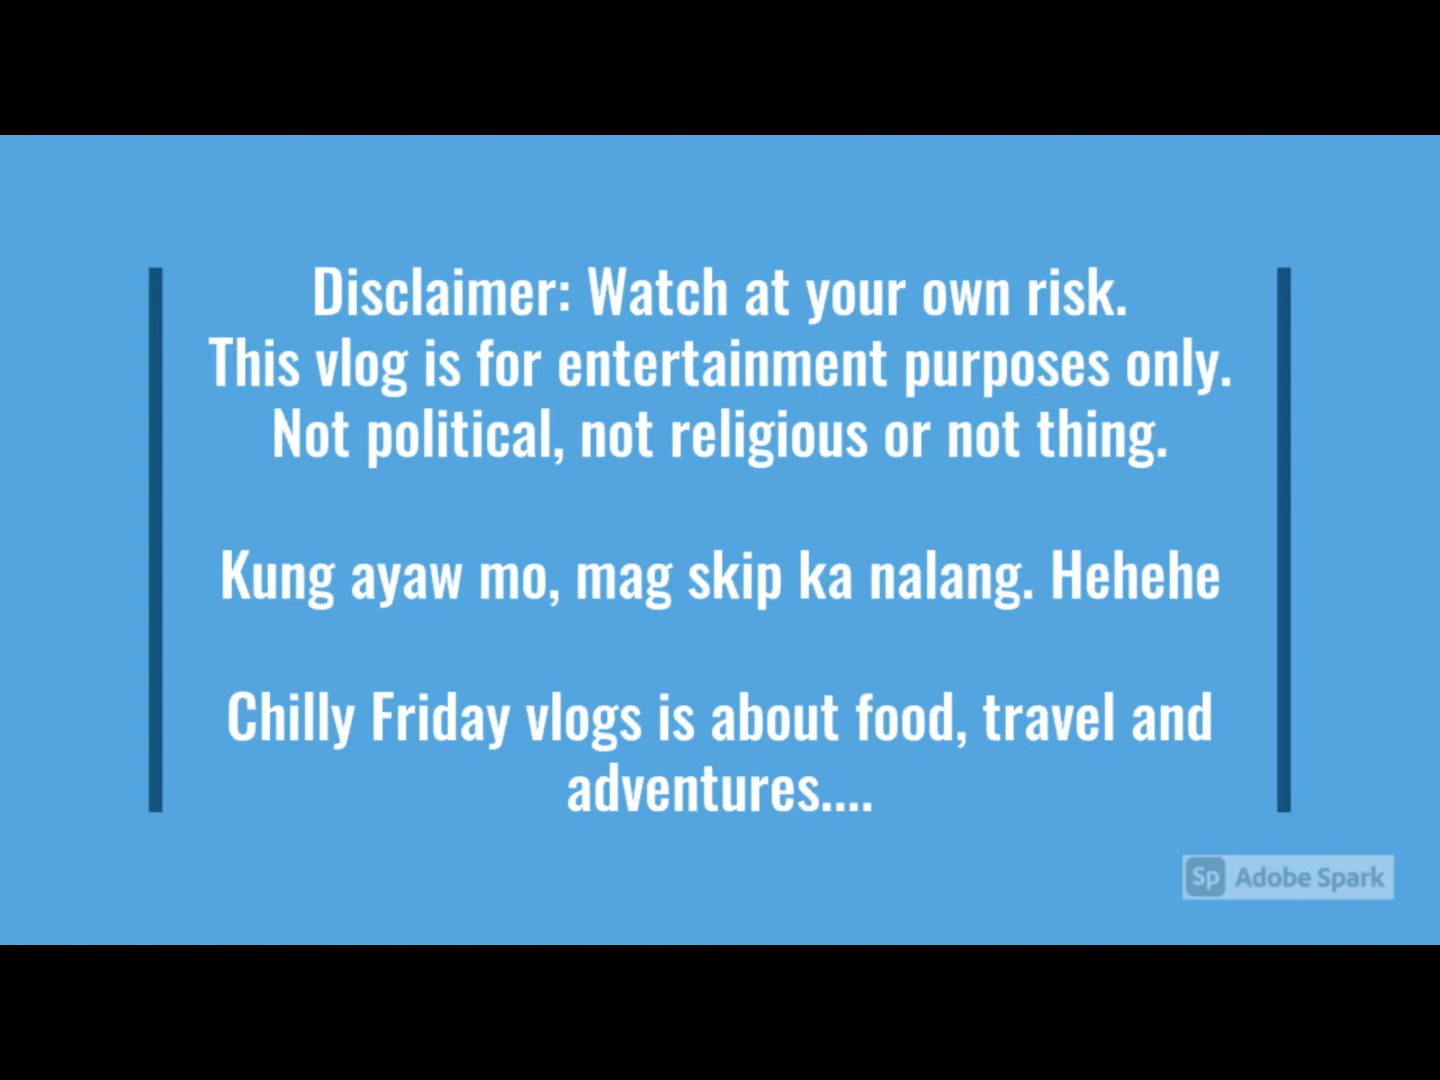 Disclaimer: Watch at your own risk.
This vlog is for entertainment purposes only.
Not political, not religious or not thing.
Kung ayaw mo, mag skip ka nalang. Hehehe
Chilly Friday vlogs is about food, travel and
adventures....
Sp Adobe Spark